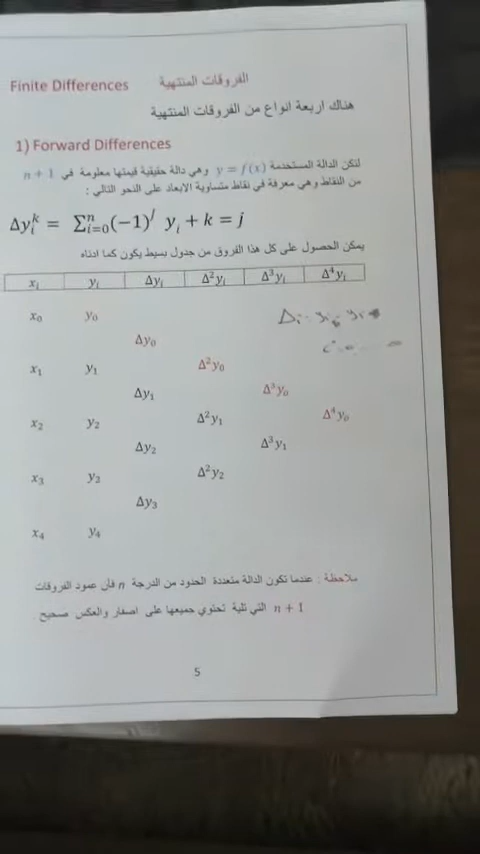 Finite Differences الفروقات المنتهية
هناك اربعة انواع من الفروقات المنتهية
1) Forward Differences
لتكن الدالة المستخدمة y = f(x) وهي دالة حقيقية قيمتها معلومة في n + 1
من النقاط وهي معرفة في نقاط متساوية الابعاد على النحو التالي :
Δy_i^k = Σ_{i=0}^n (−1)^j y_i + k = j
يمكن الحصول على كل هذا الفروق من جدول بسيط يكون كما ادناه
x_i y_i Δy_i Δ²y_i Δ³y_i Δ⁴y_i
x₀ y₀
Δy₀
x₁ y₁ Δ²y₀
Δy₁ Δ³y₀
x₂ y₂ Δ²y₁ Δ⁴y₀
Δy₂ Δ³y₁
x₃ y₂ Δ²y₂
Δy₃
x₄ y₄
ملاحظة : عندما تكون الدالة متعددة الحدود من الدرجة n فأن عمود الفروقات
n + 1 التي تلية تحتوي جميعها على اصفار والعكس صحيح .
5